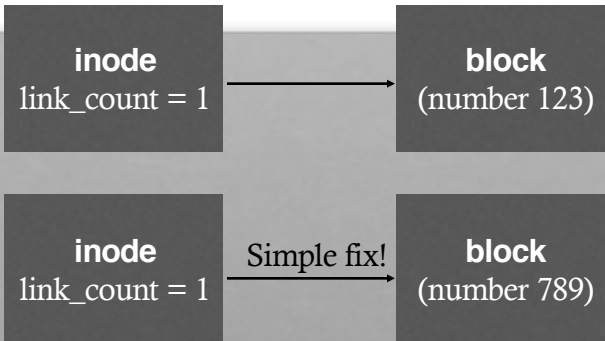 inode
link_count = 1
block
(number 123)
inode
link_count = 1
Simple fix!
block
(number 789)